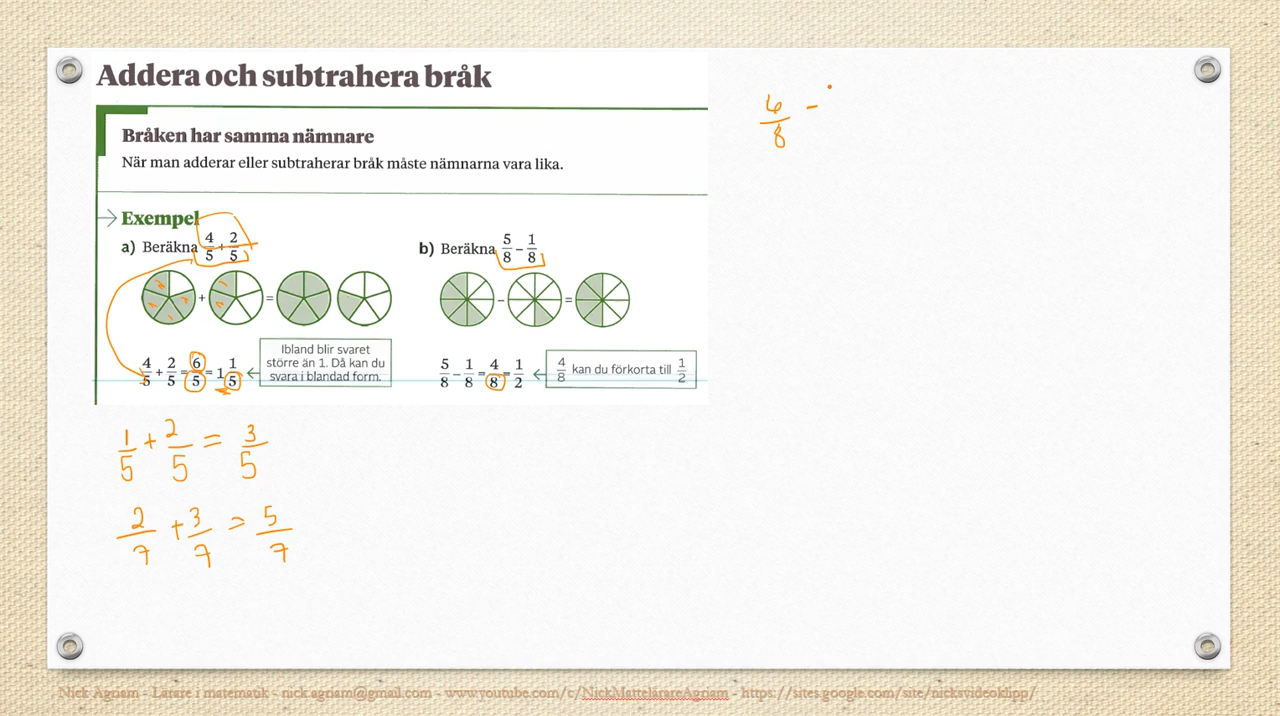 Addera och subtrahera bråk
Bråken har samma nämnare
När man adderar eller subtraherar bråk måste nämnarna vara lika.
Exempel
a) Beräkna 4/5 + 2/5
b) Beräkna 5/8 − 1/8
+ =
− =
4/5 + 2/5 = 6/5 = 1 1/5
Ibland blir svaret
större än 1. Då kan du
svara i blandad form.
5/8 − 1/8 = 4/8 = 1/2
4/8 kan du förkorta till 1/2
1/5 + 2/5 = 3/5
2/7 + 3/7 = 5/7
6/8 −
Nick Agnam - Lärare i matematik - nick.agnam@gmail.com - www.youtube.com/c/NickMattelärareAgnam - https://sites.google.com/site/nicksvideoklipp/